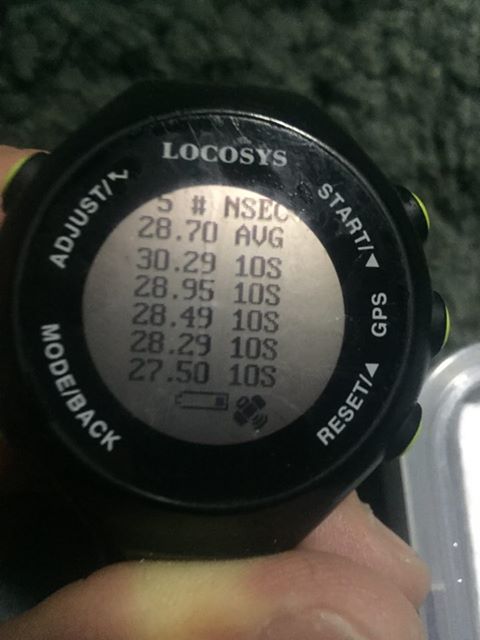 LOCOSYS
ADJUST/
START/▲
GPS
RESET/▲
MODE/BACK
5 # NSEC
28.70 AVG
30.29 10S
28.95 10S
28.49 10S
28.29 10S
27.50 10S